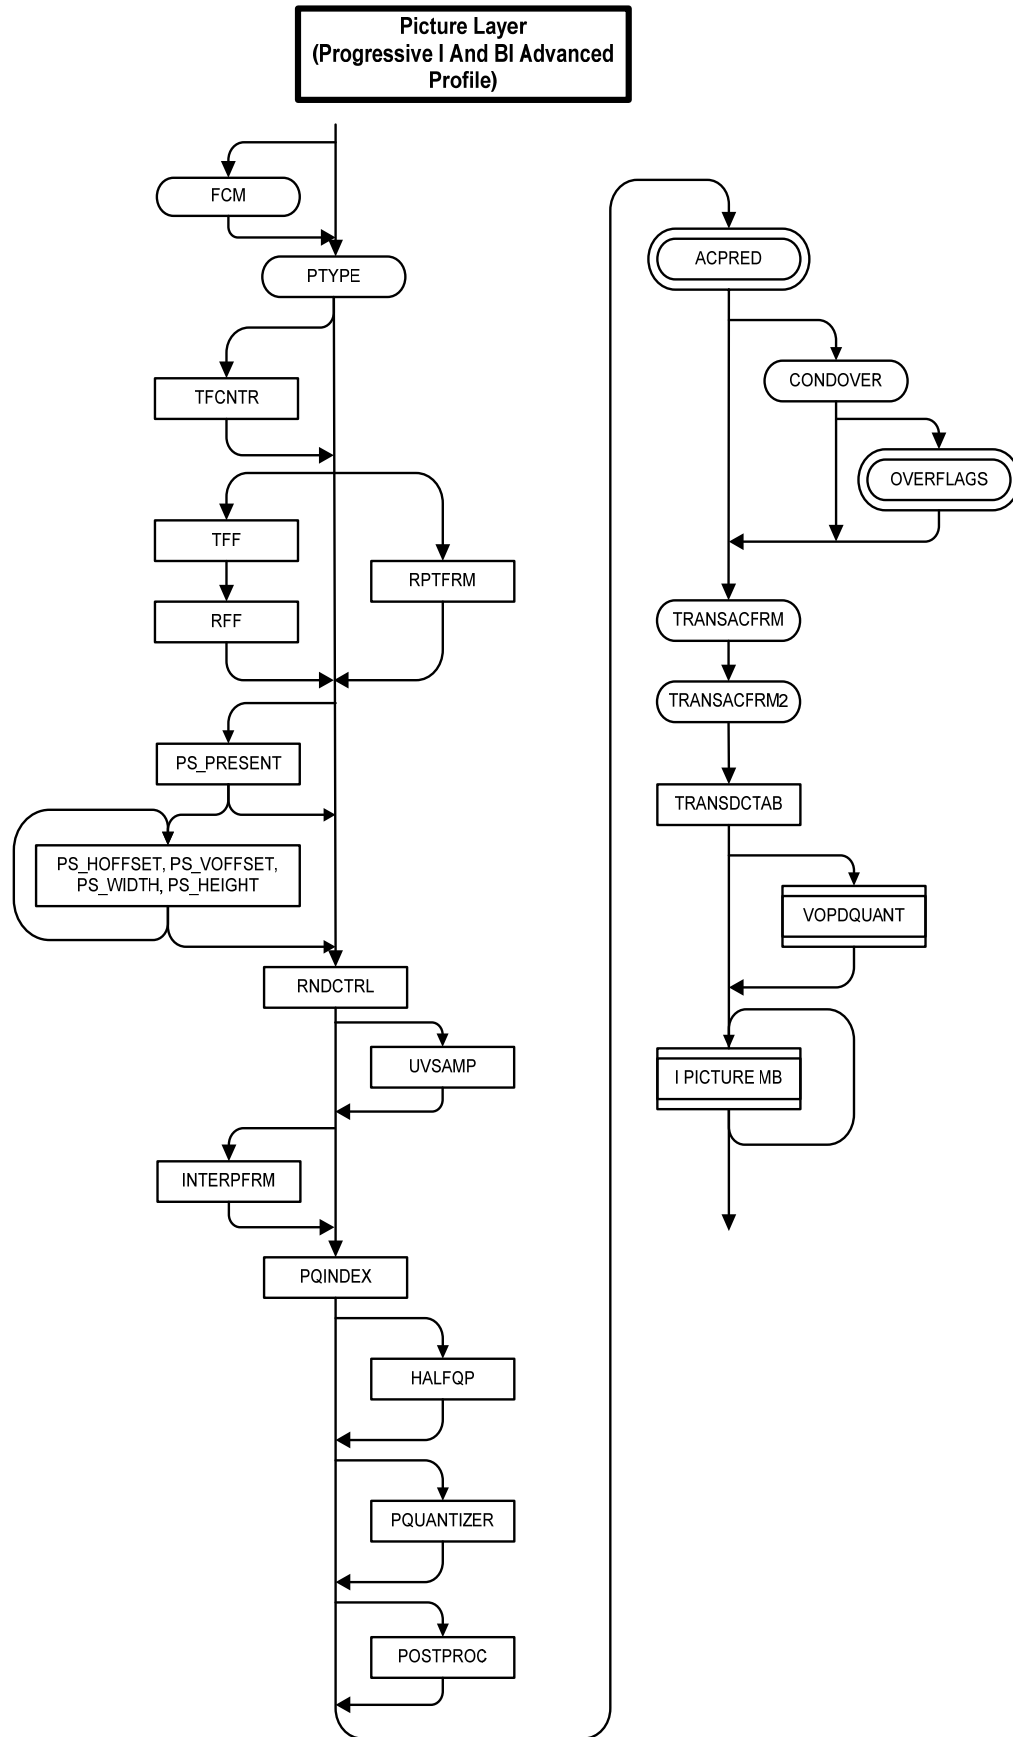 Picture Layer
(Progressive I And BI Advanced
Profile)
FCM
PTYPE
TFCNTR
TFF
RPTFRM
RFF
PS_PRESENT
PS_HOFFSET, PS_VOFFSET,
PS_WIDTH, PS_HEIGHT
RNDCTRL
UVSAMP
INTERPFRM
PQINDEX
HALFQP
PQUANTIZER
POSTPROC
ACPRED
CONDOVER
OVERFLAGS
TRANSACFRM
TRANSACFRM2
TRANSDCTAB
VOPDQUANT
I PICTURE MB